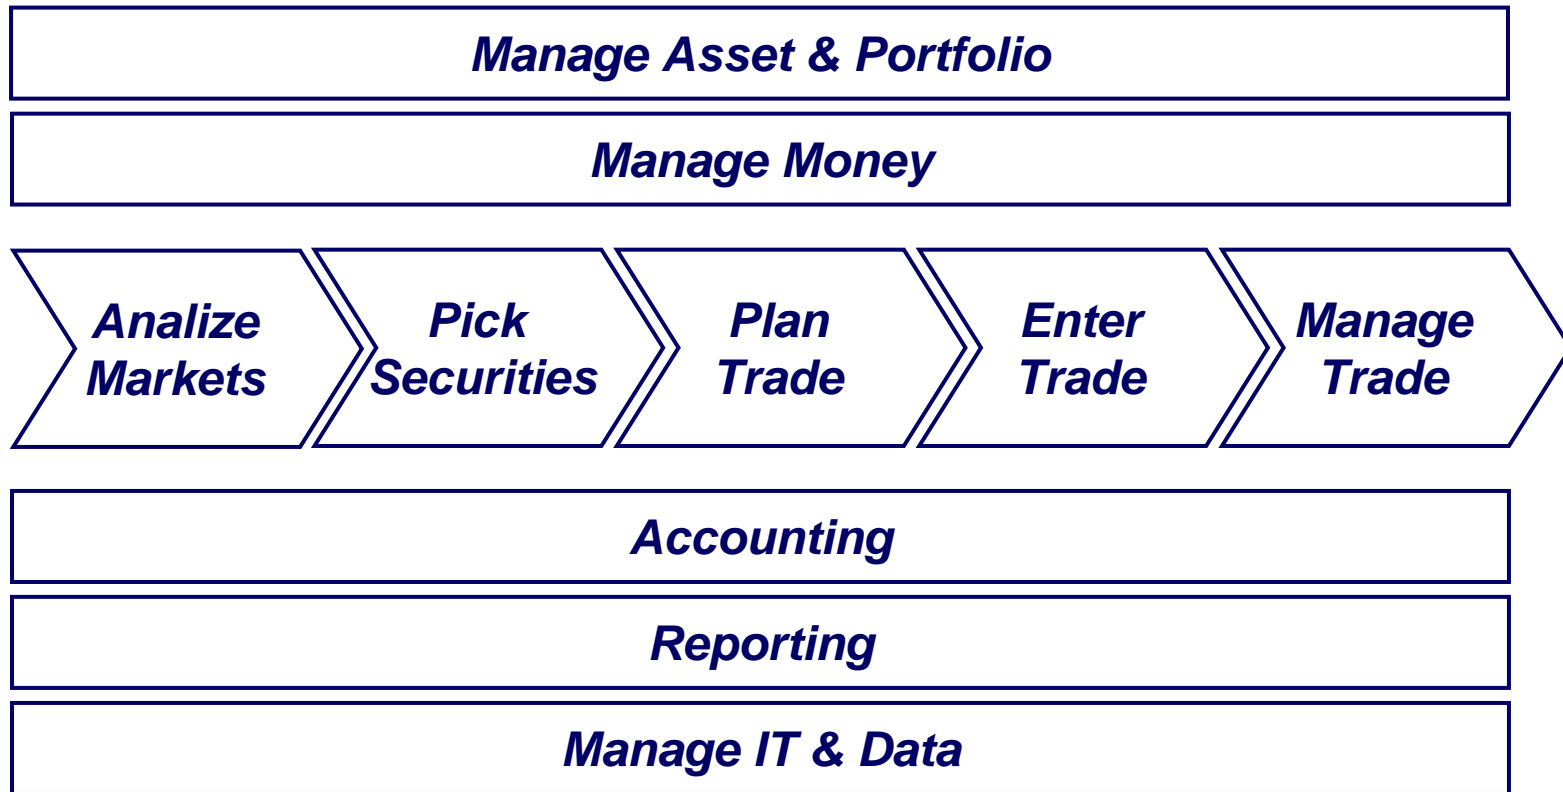 Manage Asset & Portfolio
Manage Money
Analize
Markets
Pick
Securities
Plan
Trade
Enter
Trade
Manage
Trade
Accounting
Reporting
Manage IT & Data